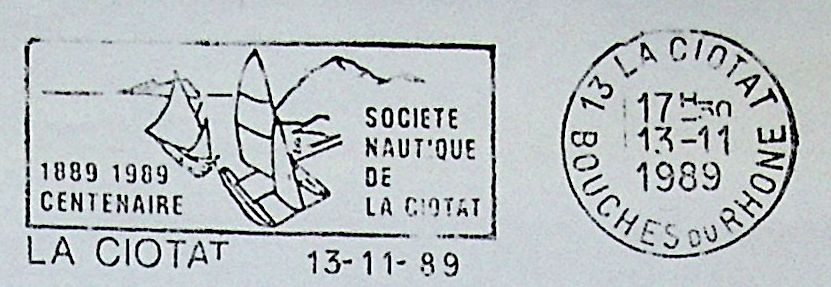 SOCIETE
NAUT'QUE
DE
LA CIOTAT
1889 1989
CENTENAIRE
LA CIOTAT 13-11-89
13 LA CIOTAT
17H
13-11
1989
BOUCHES DU RHONE